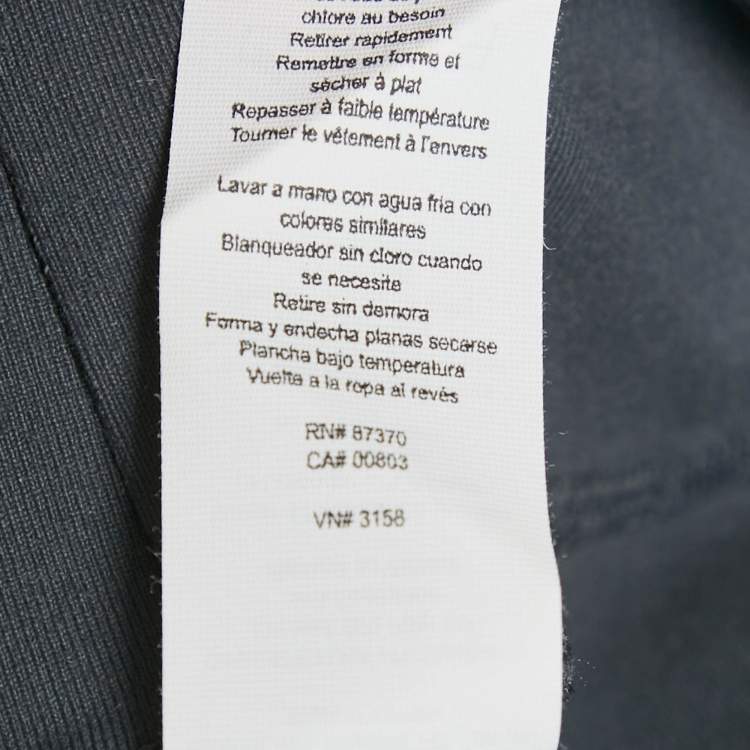 chlore au besoin
Retirer rapidement
Remettre en forme et
sécher à plat
Repasser à faible température
Tourner le vêtement à l'envers
Lavar a mano con agua fria con
colores similares
Blanqueador sin cloro cuando
se necesite
Retire sin demora
Forma y endecha planas secarse
Plancha bajo temperatura
Vuelta a la ropa al revés
RN# 87370
CA# 00803
VN# 3158